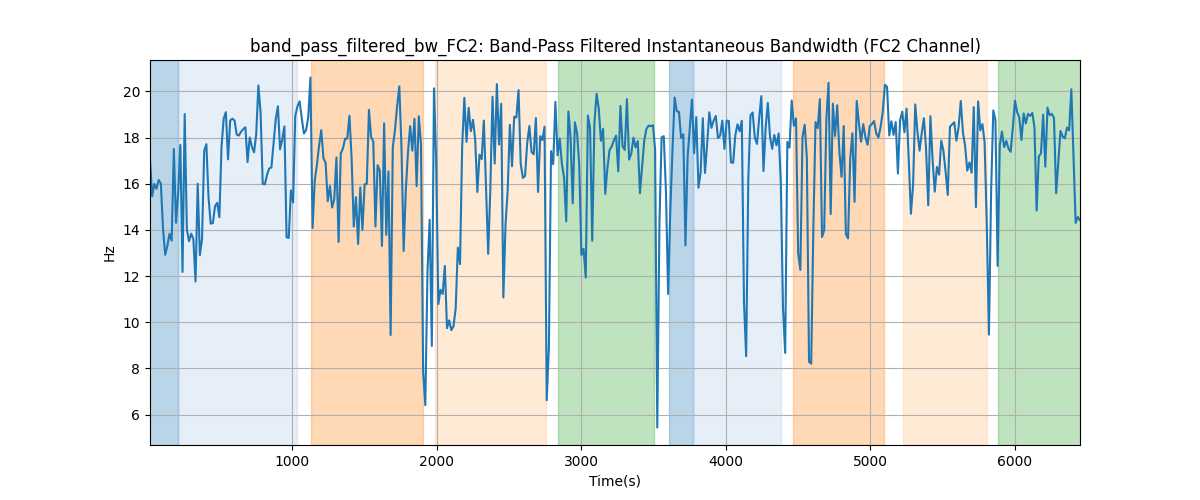 band_pass_filtered_bw_FC2: Band-Pass Filtered Instantaneous Bandwidth (FC2 Channel)
Hz
20
18
16
14
12
10
8
6
1000 2000 3000 4000 5000 6000
Time(s)